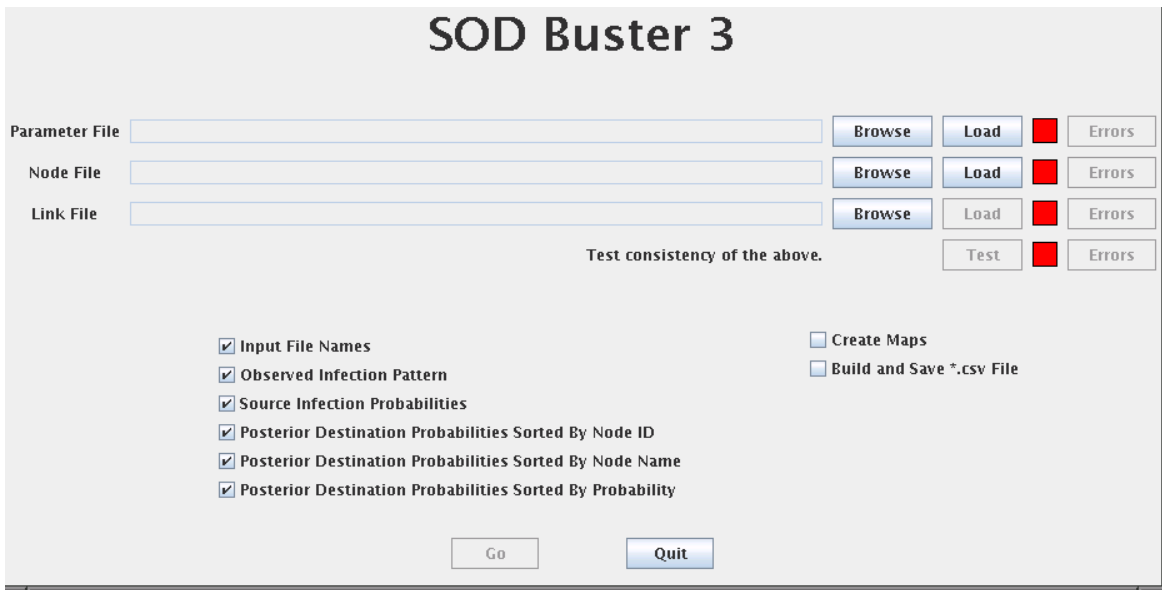 SOD Buster 3
Parameter File Browse Load Errors
Node File Browse Load Errors
Link File Browse Load Errors
Test consistency of the above. Test Errors
Input File Names
Observed Infection Pattern
Source Infection Probabilities
Posterior Destination Probabilities Sorted By Node ID
Posterior Destination Probabilities Sorted By Node Name
Posterior Destination Probabilities Sorted By Probability
Create Maps
Build and Save *.csv File
Go Quit